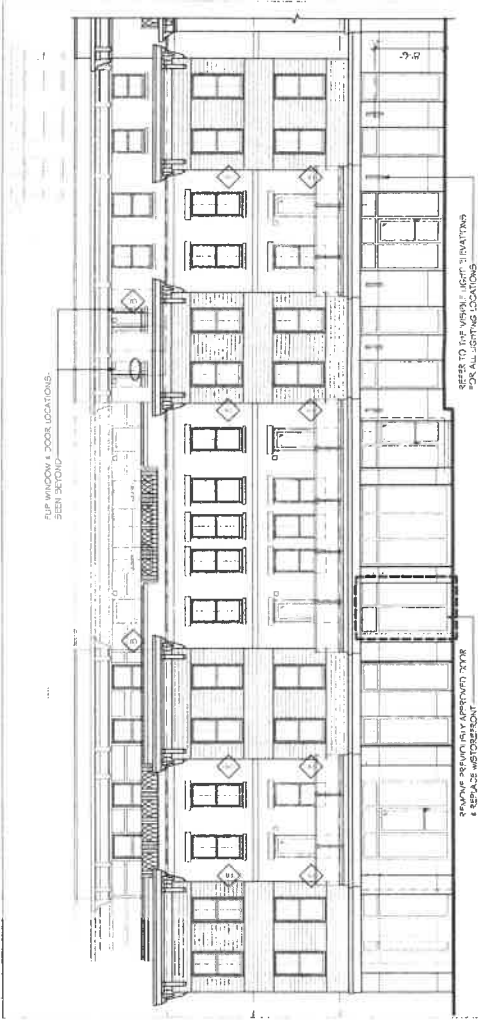 FLIP WINDOW & DOOR LOCATIONS
SEEN BEYOND
REMOVE PREVIOUSLY APPROVED DOOR
& REPLACE W/STOREFRONT
REFER TO THE VISIBLE LIGHT ELEVATIONS
FOR ALL LIGHTING LOCATIONS